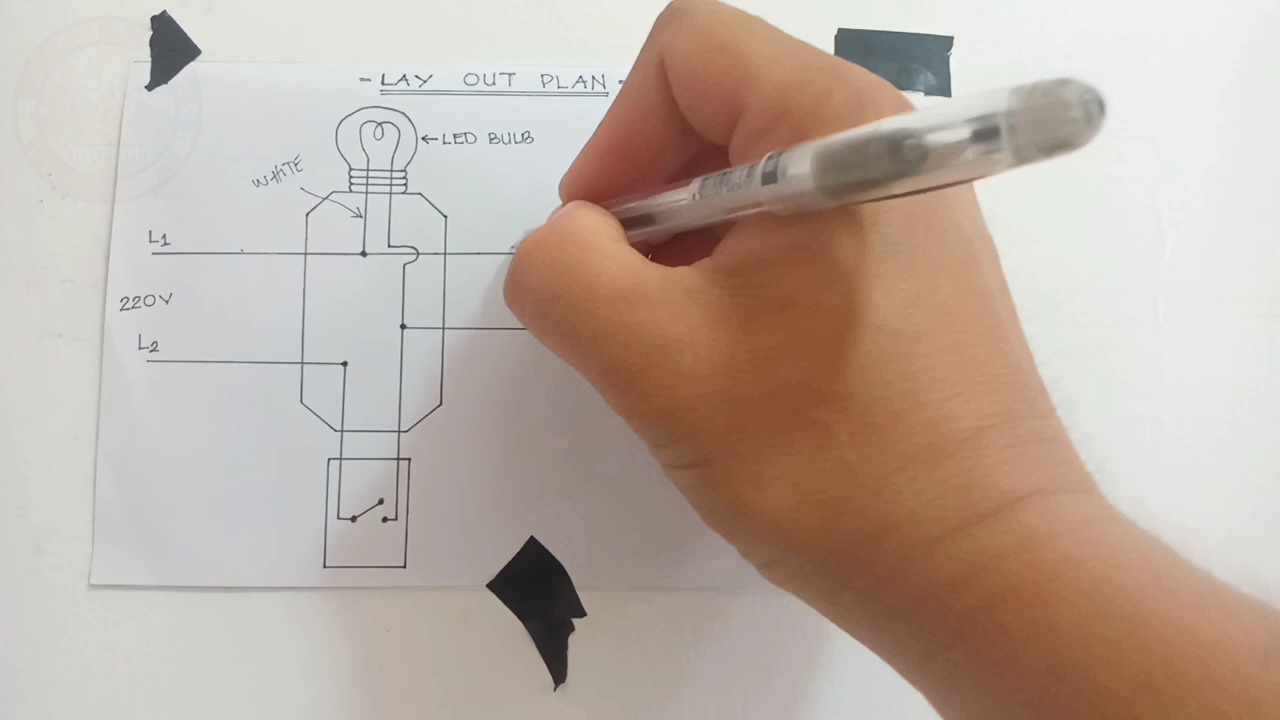 - LAY OUT PLAN -
← LED BULB
WHITE
L1
220V
L2